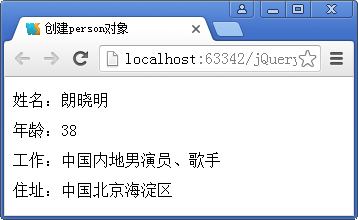 创建person对象
localhost:63342/jQuery
姓名：朗晓明
年龄：38
工作：中国内地男演员、歌手
住址：中国北京海淀区